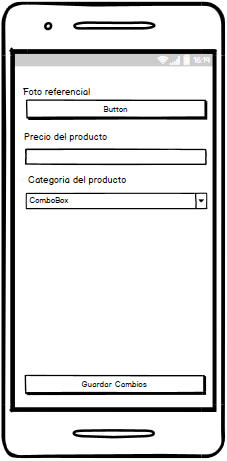 16:19
Foto referencial
Button
Precio del producto
Categoria del producto
ComboBox
Guardar Cambios